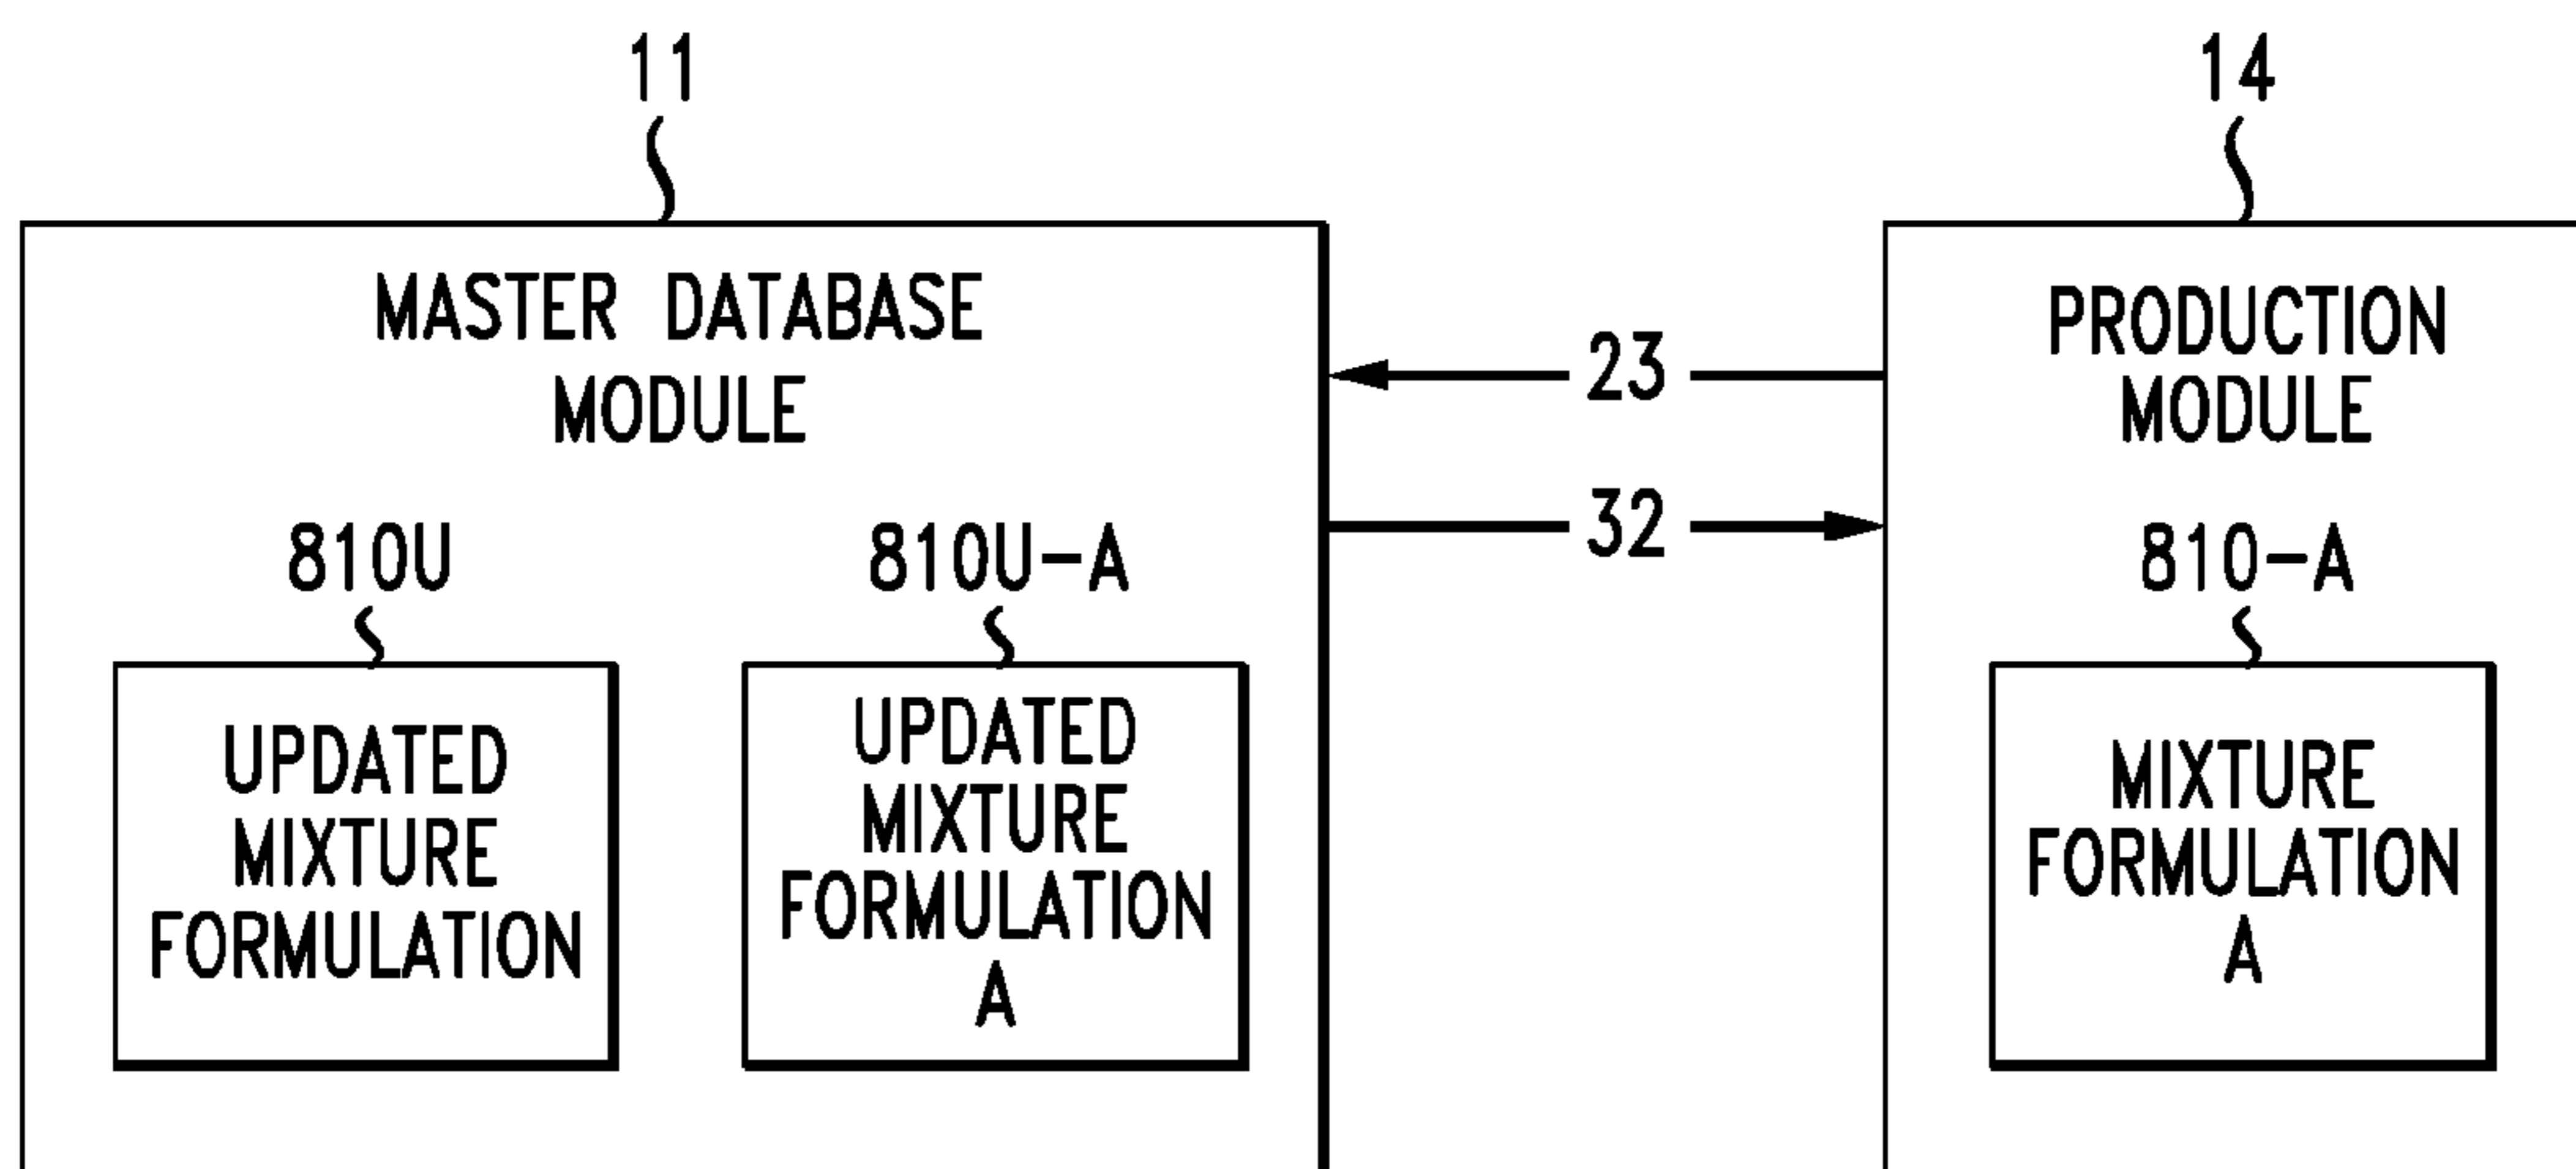 11
14
MASTER DATABASE
MODULE
PRODUCTION
MODULE
23
32
810U
810U-A
810-A
UPDATED
MIXTURE
FORMULATION
UPDATED
MIXTURE
FORMULATION
A
MIXTURE
FORMULATION
A